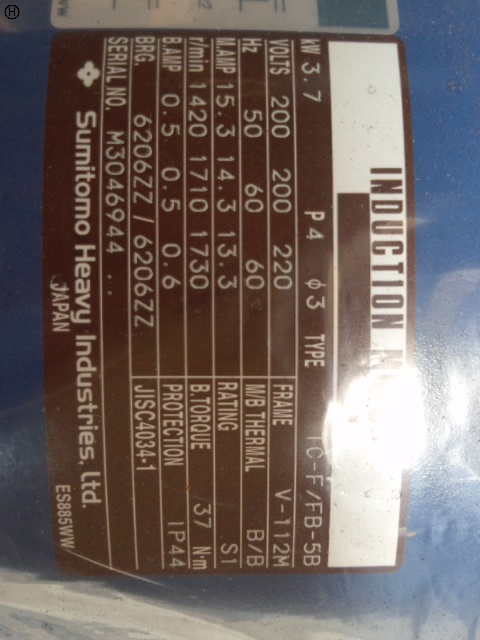 INDUCTION
kW 3.7 P4 φ3 TYPE TC-F/FB-5B
VOLTS 200 200 220 FRAME V-112M
Hz 50 60 60 M/B THERMAL B/B
M.AMP 15.3 14.3 13.3 RATING S1
r/min 1420 1710 1730 B.TORQUE 37 N·m
B.AMP 0.5 0.5 0.6 PROTECTION IP44
BRG 6206ZZ / 6206ZZ JISC4034-1
SERIAL NO. M3046944 ..
Sumitomo Heavy Industries, Ltd.
JAPAN ES885WW
H